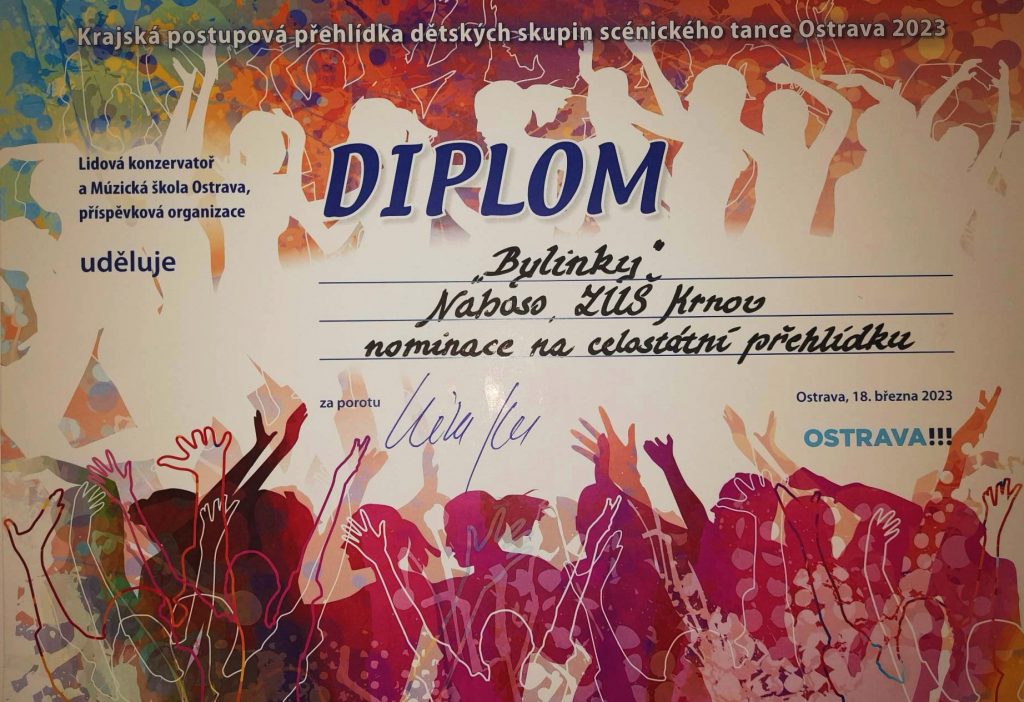 Krajská postupová přehlídka dětských skupin scénického tance Ostrava 2023
Lidová konzervatoř
a Múzická škola Ostrava,
příspěvková organizace
uděluje
DIPLOM
„Bylinky“
Naboso, ZUŠ Krnov
nominace na celostátní přehlídku
za porotu
Ostrava, 18. března 2023
OSTRAVA!!!